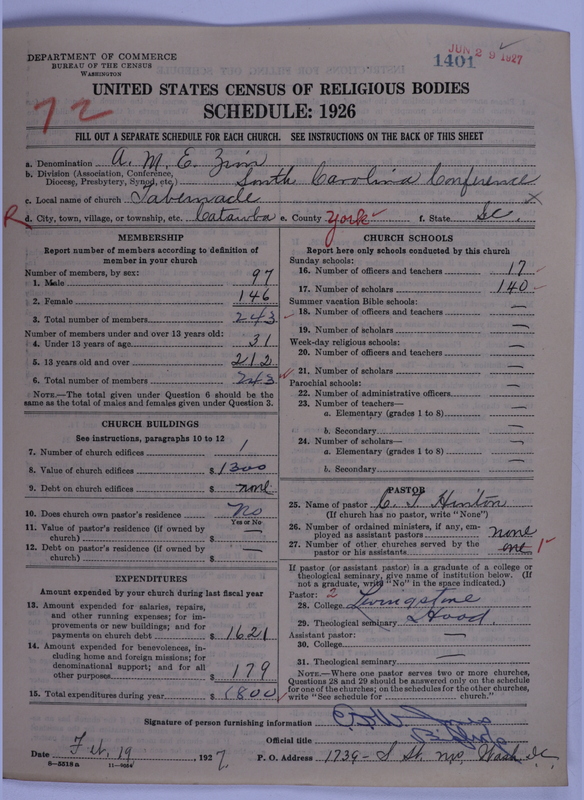 DEPARTMENT OF COMMERCE
BUREAU OF THE CENSUS
WASHINGTON
JUN 29 1927
1401
72
UNITED STATES CENSUS OF RELIGIOUS BODIES
SCHEDULE: 1926
FILL OUT A SEPARATE SCHEDULE FOR EACH CHURCH. SEE INSTRUCTIONS ON THE BACK OF THIS SHEET
a. Denomination A. M. E. Zion
b. Division (Association, Conference, Diocese, Presbytery, Synod, etc.) South Carolina Conference
c. Local name of church Tabernacle X
R d. City, town, village, or township, etc. Catawba e. County York f. State S.C.
MEMBERSHIP
Report number of members according to definition of
member in your church
Number of members, by sex:
1. Male 97
2. Female 146
3. Total number of members 243
Number of members under and over 13 years old:
4. Under 13 years of age 31
5. 13 years old and over 212
6. Total number of members 243
NOTE.—The total given under Question 6 should be
the same as the total of males and females given under Question 3.
CHURCH BUILDINGS
See instructions, paragraphs 10 to 12
7. Number of church edifices 1
8. Value of church edifices $ 1300
9. Debt on church edifices $ none
10. Does church own pastor's residence? No
Yes or No
11. Value of pastor's residence (if owned by
church) $ —
12. Debt on pastor's residence (if owned by
church) $ —
EXPENDITURES
Amount expended by your church during last fiscal year
13. Amount expended for salaries, repairs,
and other running expenses; for im-
provements or new buildings; and for
payments on church debt $ 1621
14. Amount expended for benevolences, in-
cluding home and foreign missions; for
denominational support; and for all
other purposes $ 179
15. Total expenditures during year $ 1800
CHURCH SCHOOLS
Report here only schools conducted by this church
Sunday schools:
16. Number of officers and teachers 17
17. Number of scholars 140
Summer vacation Bible schools:
18. Number of officers and teachers —
19. Number of scholars —
Week-day religious schools:
20. Number of officers and teachers —
21. Number of scholars —
Parochial schools:
22. Number of administrative officers —
23. Number of teachers—
a. Elementary (grades 1 to 8) —
b. Secondary —
24. Number of scholars—
a. Elementary (grades 1 to 8) —
b. Secondary —
PASTOR
25. Name of pastor C. T. Hinton
(If church has no pastor, write "None")
26. Number of ordained ministers, if any, em-
ployed as assistant pastors none
27. Number of other churches served by the
pastor or his assistants one 1
If pastor (or assistant pastor) is a graduate of a college or
theological seminary, give name of institution below. (If
not a graduate, write "No" in the space indicated.)
Pastor: 2
28. College Livingstone
29. Theological seminary Hood
Assistant pastor:
30. College —
31. Theological seminary —
NOTE.—Where one pastor serves two or more churches,
Questions 28 and 29 should be answered only on the schedule
for one of the churches; on the schedules for the other churches,
write "See schedule for church."
Signature of person furnishing information
Official title Bishop
Date Feb. 19, 1927. P. O. Address 1739- S St. NW, Wash. D.C.
8-5518a 11-9684